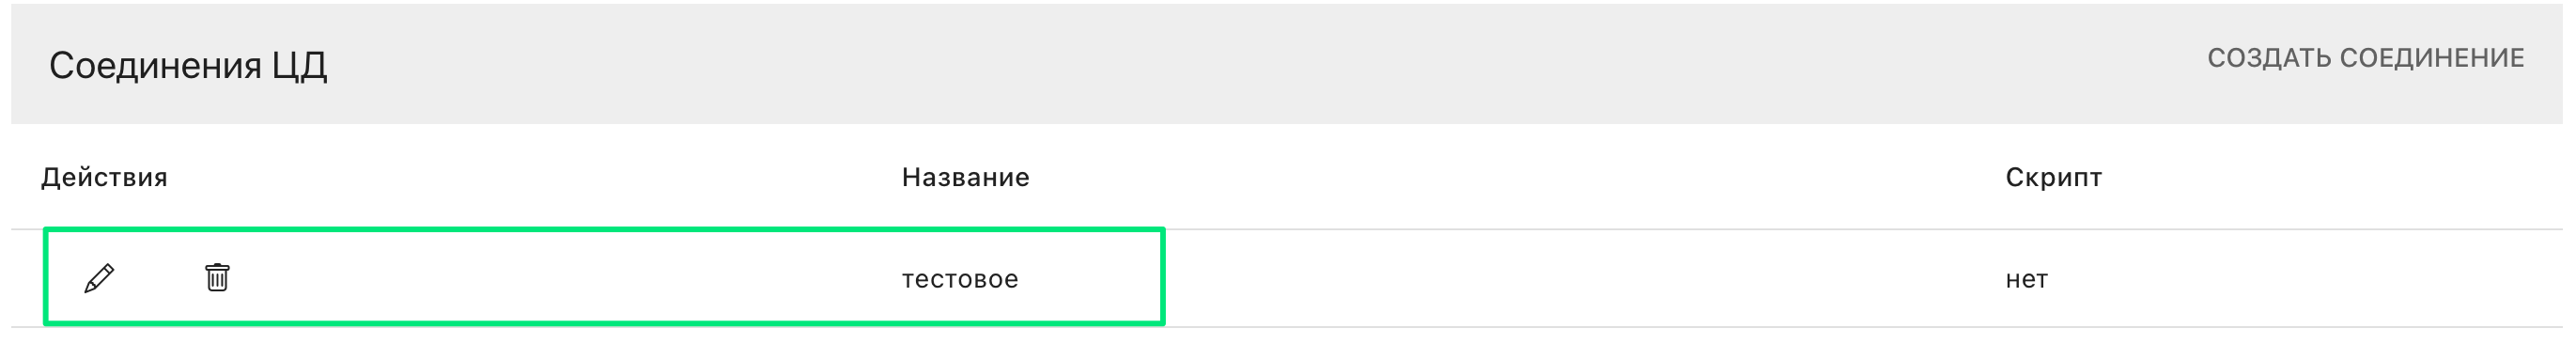 Соединения ЦД
СОЗДАТЬ СОЕДИНЕНИЕ
Действия Название Скрипт
тестовое нет